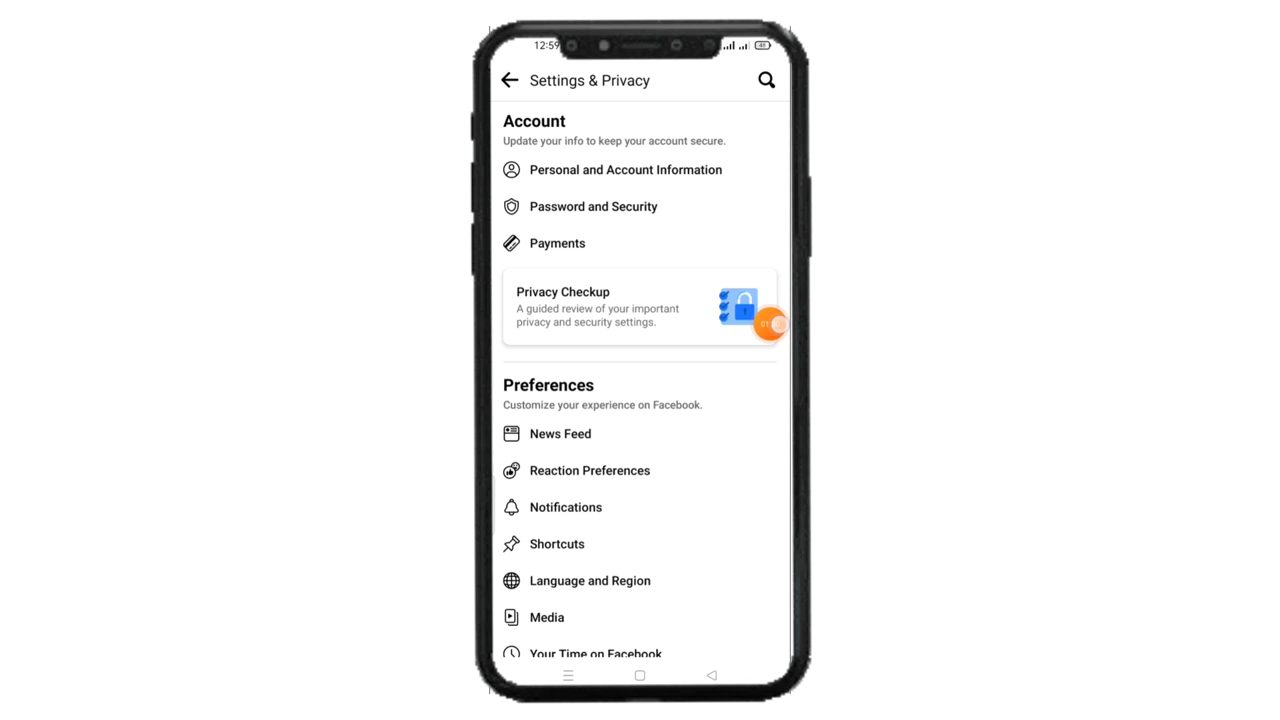 12:59
Settings & Privacy
Account
Update your info to keep your account secure.
Personal and Account Information
Password and Security
Payments
Privacy Checkup
A guided review of your important
privacy and security settings.
Preferences
Customize your experience on Facebook.
News Feed
Reaction Preferences
Notifications
Shortcuts
Language and Region
Media
Your Time on Facebook